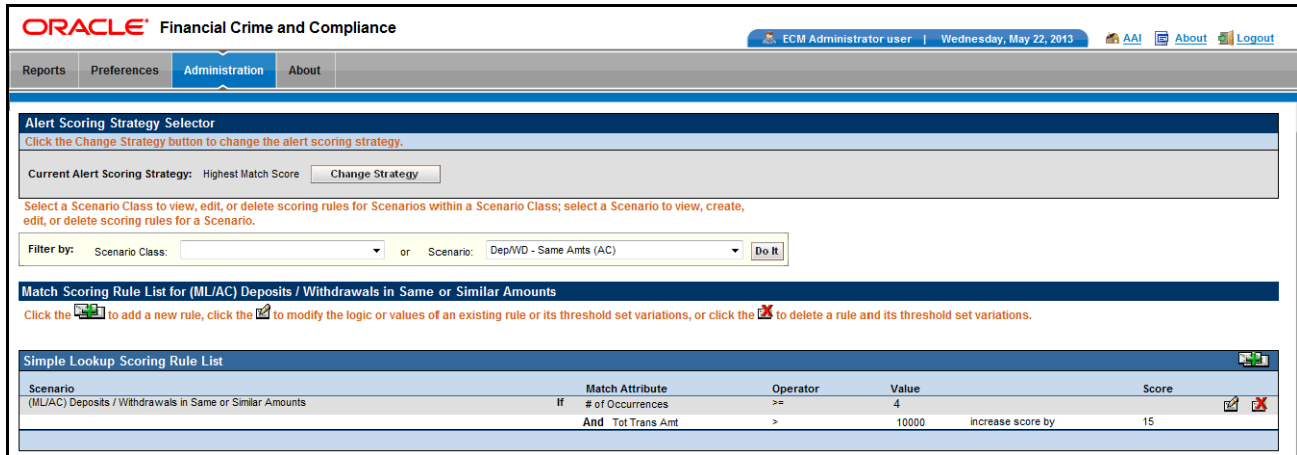 ORACLE® Financial Crime and Compliance
ECM Administrator user | Wednesday, May 22, 2013 AAI About Logout
Reports Preferences Administration About
Alert Scoring Strategy Selector
Click the Change Strategy button to change the alert scoring strategy.
Current Alert Scoring Strategy: Highest Match Score Change Strategy
Select a Scenario Class to view, edit, or delete scoring rules for Scenarios within a Scenario Class; select a Scenario to view, create,
edit, or delete scoring rules for a Scenario.
Filter by: Scenario Class: or Scenario: Dep/WD - Same Amts (AC) Do It
Match Scoring Rule List for (ML/AC) Deposits / Withdrawals in Same or Similar Amounts
Click the to add a new rule, click the to modify the logic or values of an existing rule or its threshold set variations, or click the to delete a rule and its threshold set variations.
Simple Lookup Scoring Rule List
Scenario Match Attribute Operator Value Score
(ML/AC) Deposits / Withdrawals in Same or Similar Amounts If # of Occurrences >= 4
And Tot Trans Amt > 10000 increase score by 15